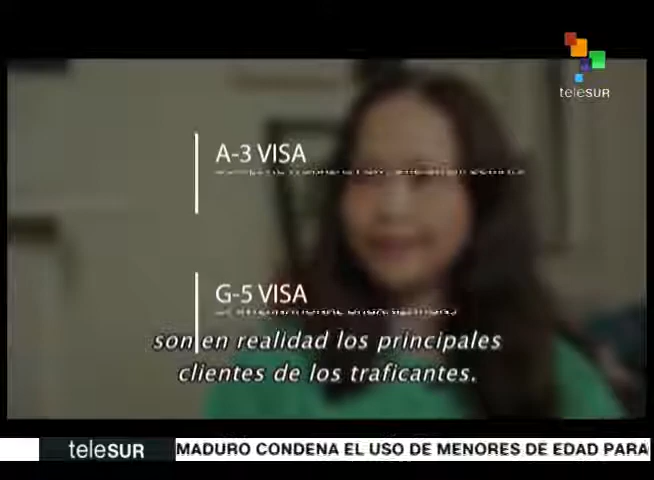 teleSUR
A-3 VISA
G-5 VISA
son en realidad los principales
clientes de los traficantes.
teleSUR
MADURO CONDENA EL USO DE MENORES DE EDAD PARA